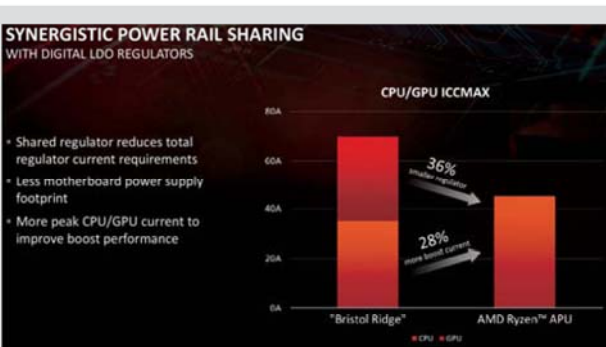 SYNERGISTIC POWER RAIL SHARING
WITH DIGITAL LDO REGULATORS
CPU/GPU ICCMAX
▪ Shared regulator reduces total
regulator current requirements
▪ Less motherboard power supply
footprint
▪ More peak CPU/GPU current to
improve boost performance
80A
60A
40A
20A
0A
36%
smaller regulator
28%
more boost current
"Bristol Ridge"
AMD Ryzen™ APU
CPU
GPU